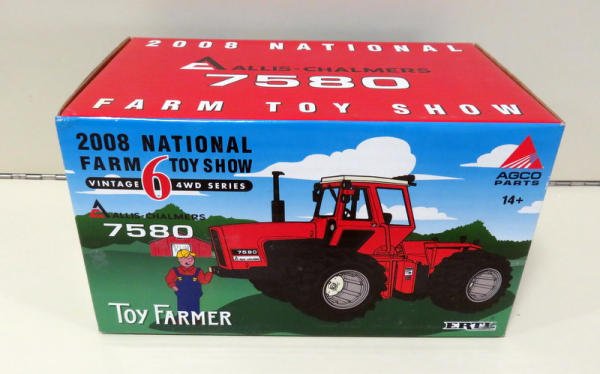 2008 NATIONAL
ALLIS-CHALMERS
7580
FARM TOY SHOW
2008 NATIONAL
FARM 6 TOY SHOW
VINTAGE 4WD SERIES
ALLIS-CHALMERS
7580
TOY FARMER
7580
AGCO
PARTS
14+
ERTL